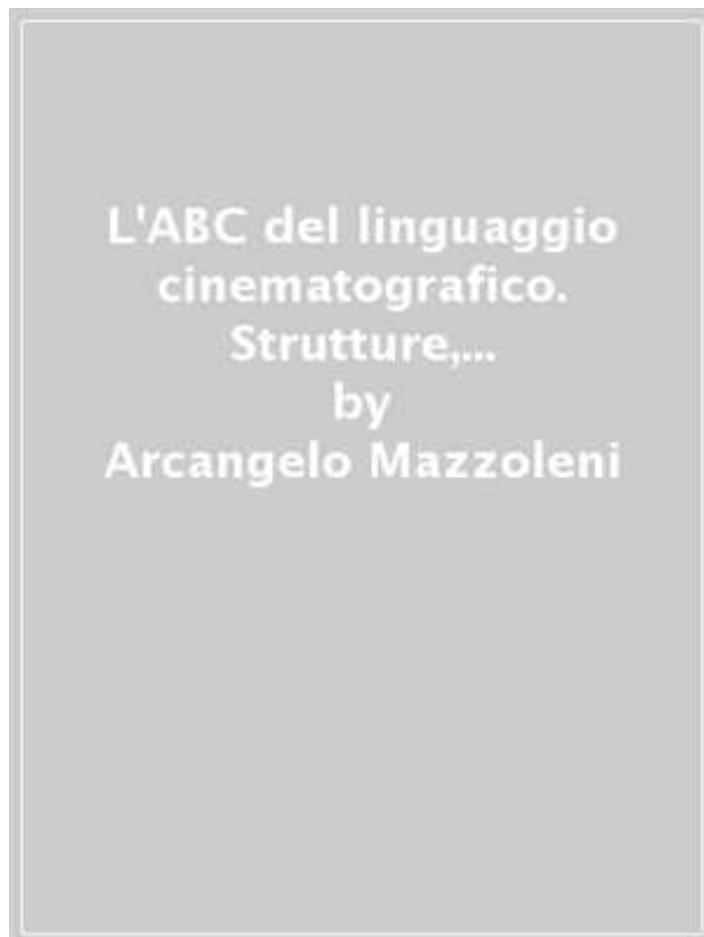 L'ABC del linguaggio
cinematografico.
Strutture,...
by
Arcangelo Mazzoleni